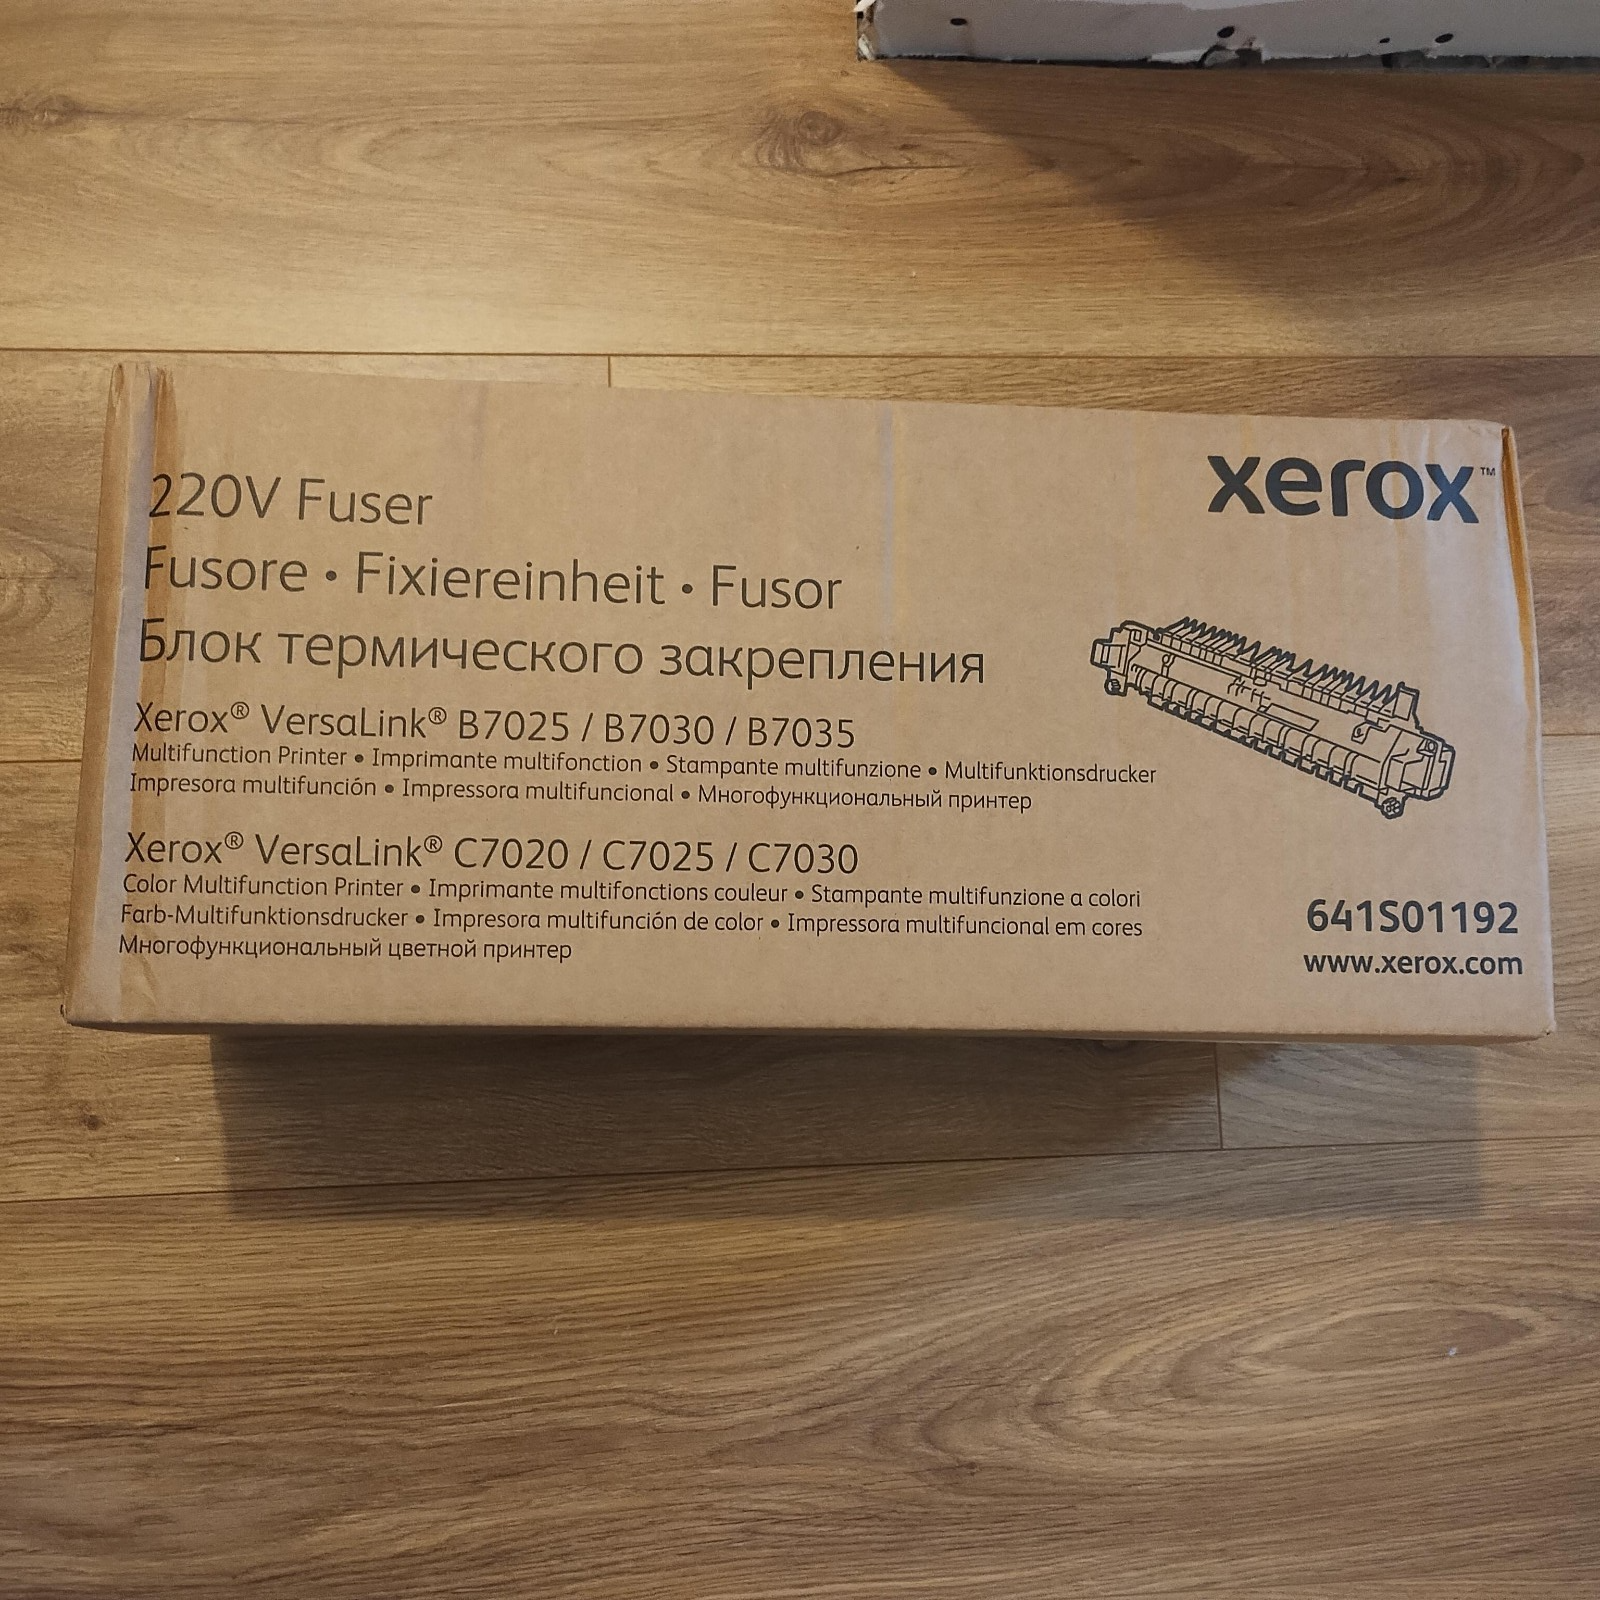 220V Fuser
xerox™
Fusore • Fixiereinheit • Fusor
Блок термического закрепления
Xerox® VersaLink® B7025 / B7030 / B7035
Multifunction Printer • Imprimante multifonction • Stampante multifunzione • Multifunktionsdrucker
Impresora multifunción • Impressora multifuncional • Многофункциональный принтер
Xerox® VersaLink® C7020 / C7025 / C7030
Color Multifunction Printer • Imprimante multifonctions couleur • Stampante multifunzione a colori
Farb-Multifunktionsdrucker • Impresora multifunción de color • Impressora multifuncional em cores
Многофункциональный цветной принтер
641S01192
www.xerox.com